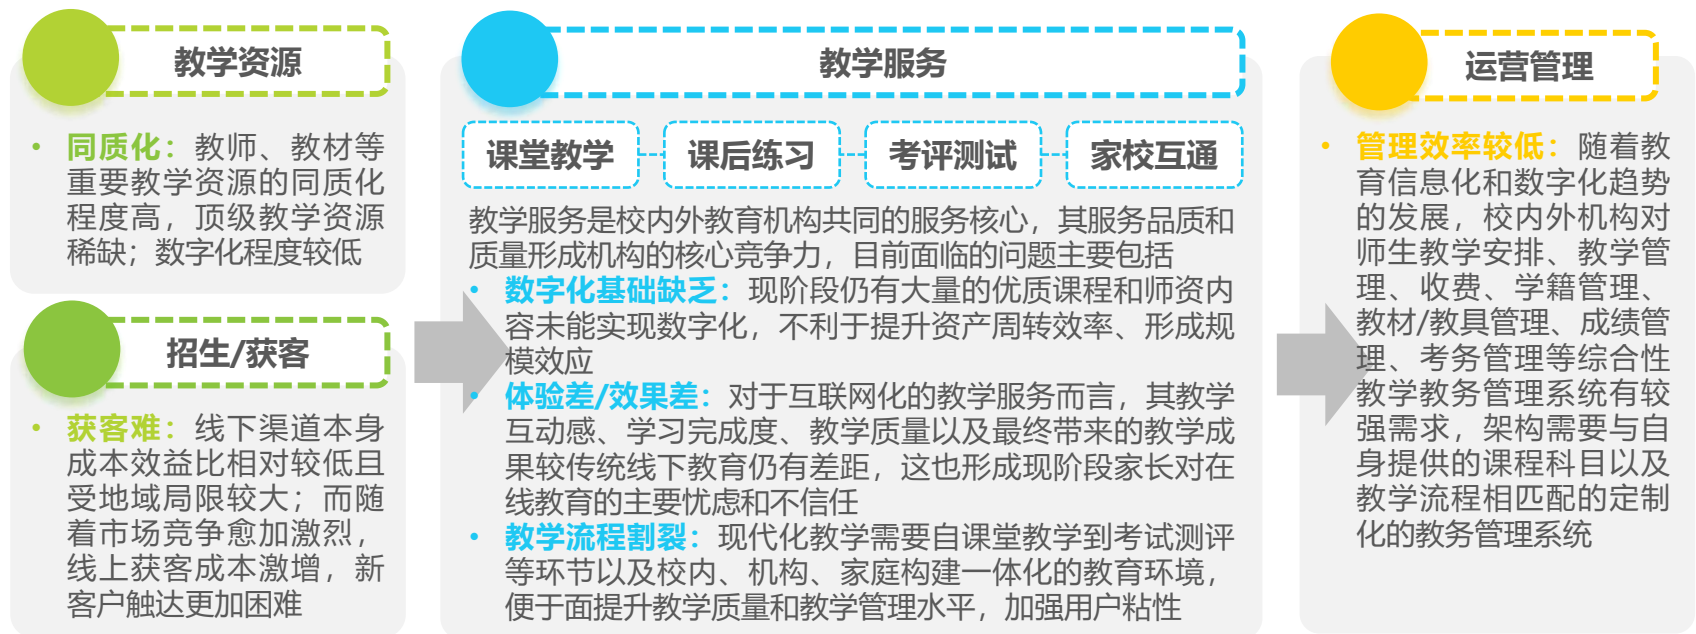 教学资源
• 同质化：教师、教材等
重要教学资源的同质化
程度高，顶级教学资源
稀缺；数字化程度较低
招生/获客
• 获客难：线下渠道本身
成本效益比相对较低且
受地域局限较大；而随
着市场竞争愈加激烈，
线上获客成本激增，新
客户触达更加困难
教学服务
课堂教学
课后练习
考评测试
家校互通
教学服务是校内外教育机构共同的服务核心，其服务品质和
质量形成机构的核心竞争力，目前面临的问题主要包括
• 数字化基础缺乏：现阶段仍有大量的优质课程和师资内
容未能实现数字化，不利于提升资产周转效率、形成规
模效应
• 体验差/效果差：对于互联网化的教学服务而言，其教学
互动感、学习完成度、教学质量以及最终带来的教学成
果较传统线下教育仍有差距，这也形成现阶段家长对在
线教育的主要忧虑和不信任
• 教学流程割裂：现代化教学需要自课堂教学到考试测评
等环节以及校内、机构、家庭构建一体化的教育环境，
便于面提升教学质量和教学管理水平，加强用户粘性
运营管理
• 管理效率较低：随着教
育信息化和数字化趋势
的发展，校内外机构对
师生教学安排、教学管
理、收费、学籍管理、
教材/教具管理、成绩管
理、考务管理等综合性
教学教务管理系统有较
强需求，架构需要与自
身提供的课程科目以及
教学流程相匹配的定制
化的教务管理系统